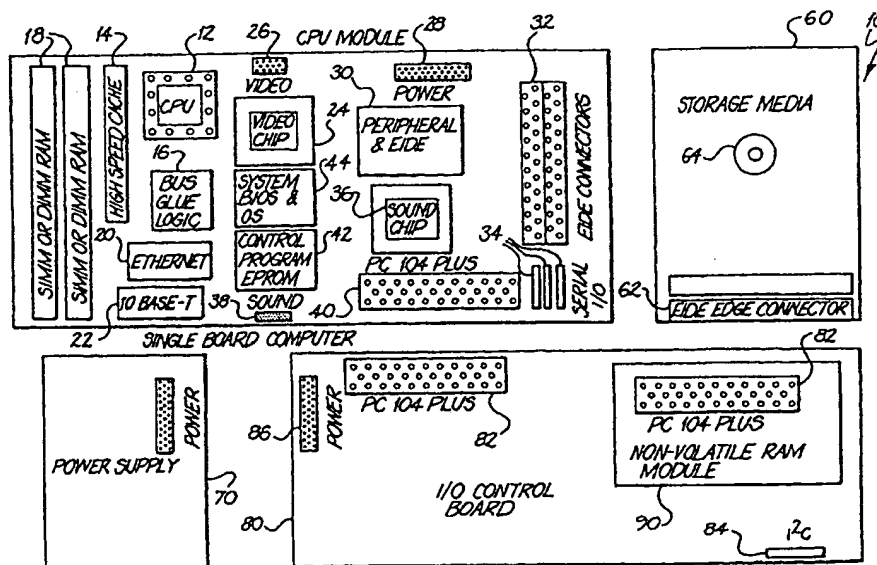 CPU MODULE
18
14
12
26
28
32
60
10
VIDEO
POWER
30
24
CPU
VIDEO CHIP
PERIPHERAL & EIDE
STORAGE MEDIA
64
SIMM OR DIMM RAM
SIMM OR DIMM RAM
HIGH SPEED CACHE
16
BUS GLUE LOGIC
44
SYSTEM BIOS & OS
36
SOUND CHIP
EIDE CONNECTORS
20
ETHERNET
42
CONTROL PROGRAM EPROM
34
PC 104 PLUS
40
SERIAL I/O
22
10 BASE-T
38
SOUND
62
EIDE EDGE CONNECTOR
SINGLE BOARD COMPUTER
POWER
POWER SUPPLY
70
86
POWER
PC 104 PLUS
82
I/O CONTROL BOARD
80
82
PC 104 PLUS
NON-VOLATILE RAM MODULE
90
84
I²C